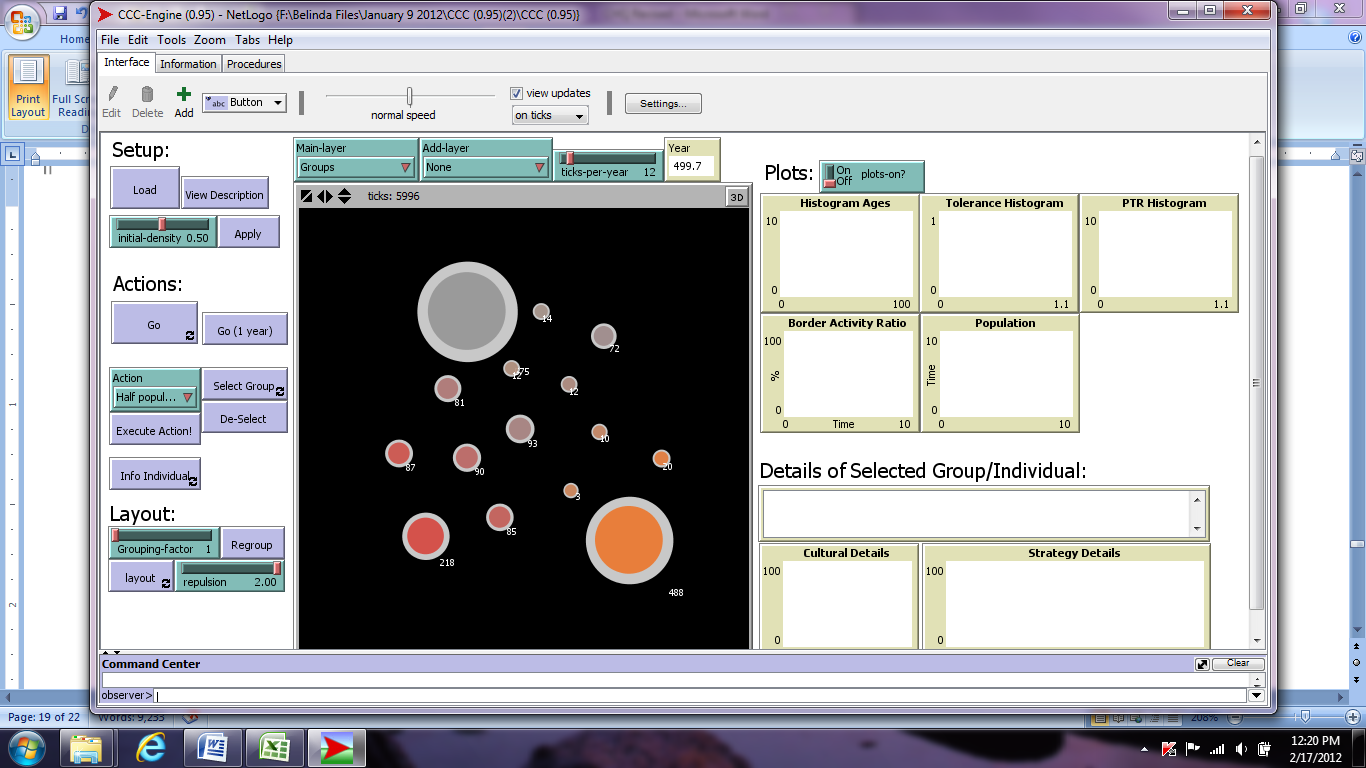 CCC-Engine (0.95) - NetLogo {F:\Belinda Files\January 9 2012\CCC (0.95)(2)\CCC (0.95)}
File Edit Tools Zoom Tabs Help
Home
Interface Information Procedures
Print Layout
Full Scr
Readin
Edit Delete Add
abc Button
normal speed
view updates
on ticks
Settings...
Setup:
Load
View Description
initial-density 0.50
Apply
Actions:
Go
Go (1 year)
Action
Half popul...
Select Group
De-Select
Execute Action!
Info Individual
Layout:
Grouping-factor 1
Regroup
layout
repulsion 2.00
Main-layer
Groups
Add-layer
None
ticks-per-year 12
Year
499.7
ticks: 5996
3D
14
72
12
12
81
93
10
87
90
20
3
85
218
488
Plots:
On
Off
plots-on?
Histogram Ages
10
0
0 100
Tolerance Histogram
1
0
0 1.1
PTR Histogram
10
0
0 1.1
Border Activity Ratio
100
%
0
0 Time 10
Population
10
Time
0
0 10
Details of Selected Group/Individual:
Cultural Details
100
0
Strategy Details
100
0
Command Center
Clear
observer>
Page: 19 of 22 Words: 9,233
208%
12:20 PM
2/17/2012